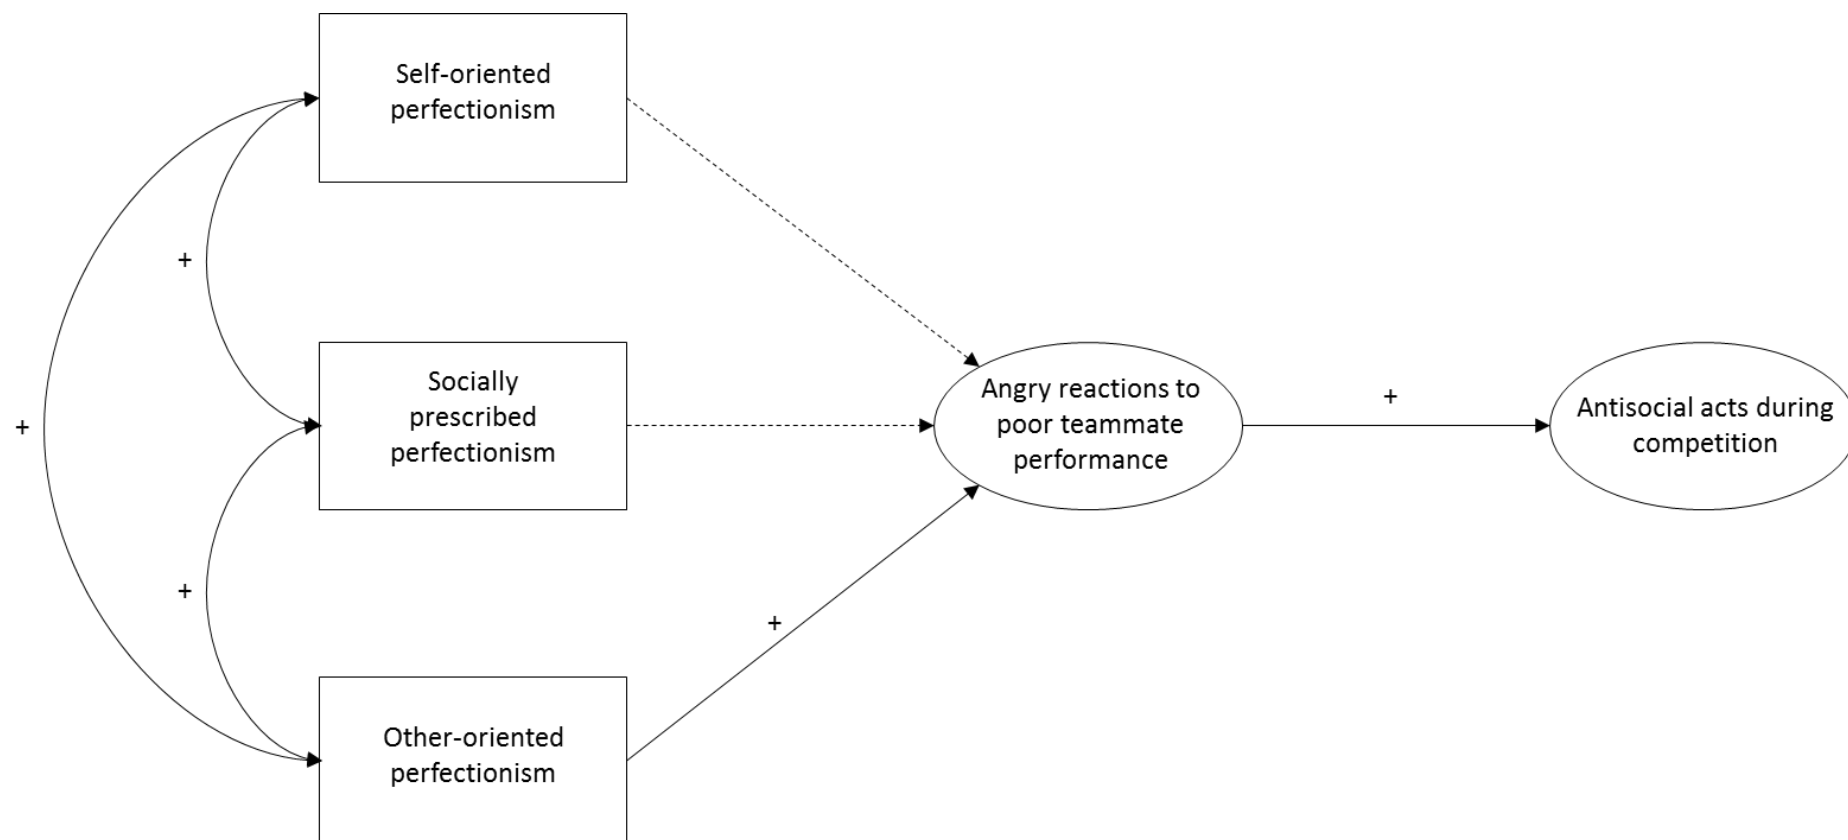 Self-oriented
perfectionism
+
Socially
prescribed
perfectionism
+
+
Other-oriented
perfectionism
+
Angry reactions to
poor teammate
performance
+
Antisocial acts during
competition